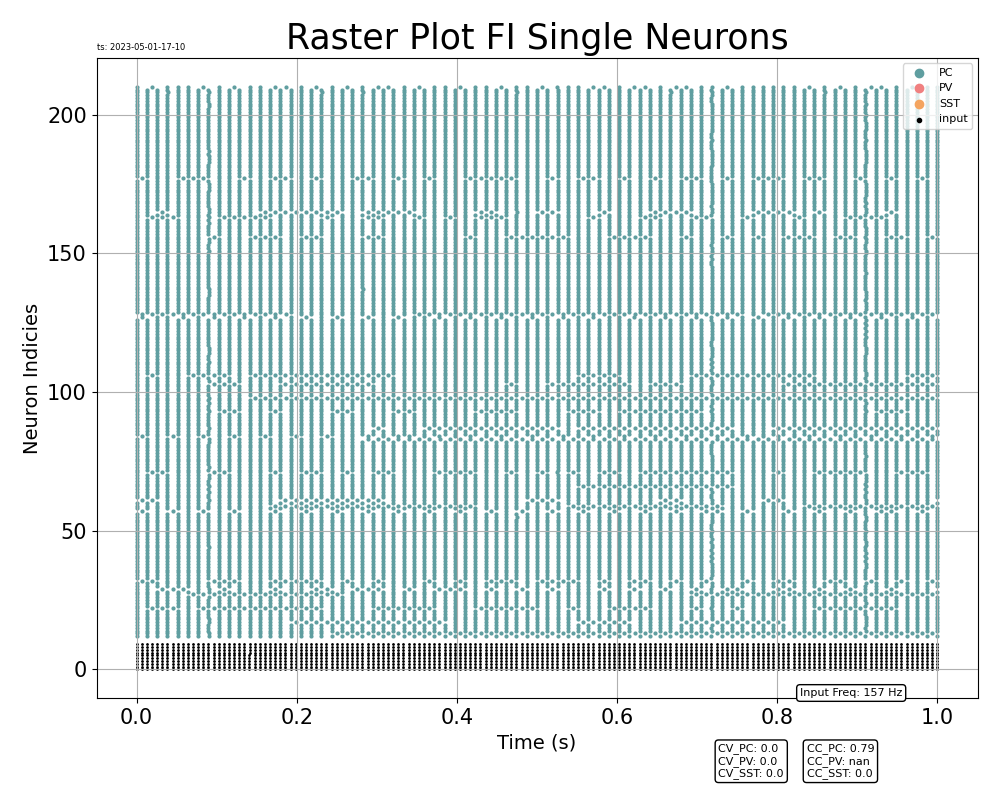 Raster Plot FI Single Neurons
ts: 2023-05-01-17-10
PC
PV
SST
input
200
150
100
50
0
Neuron Indicies
0.0 0.2 0.4 0.6 0.8 1.0
Input Freq: 157 Hz
Time (s)
CV_PC: 0.0
CV_PV: 0.0
CV_SST: 0.0
CC_PC: 0.79
CC_PV: nan
CC_SST: 0.0